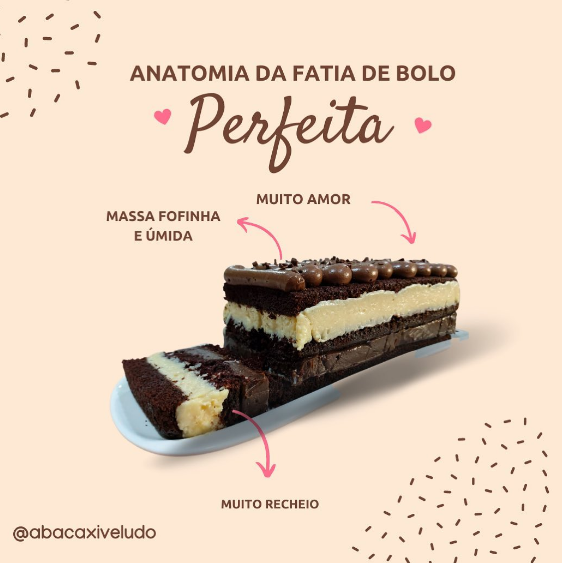 ANATOMIA DA FATIA DE BOLO
Perfeita
MUITO AMOR
MASSA FOFINHA
E ÚMIDA
MUITO RECHEIO
@abacaxiveludo